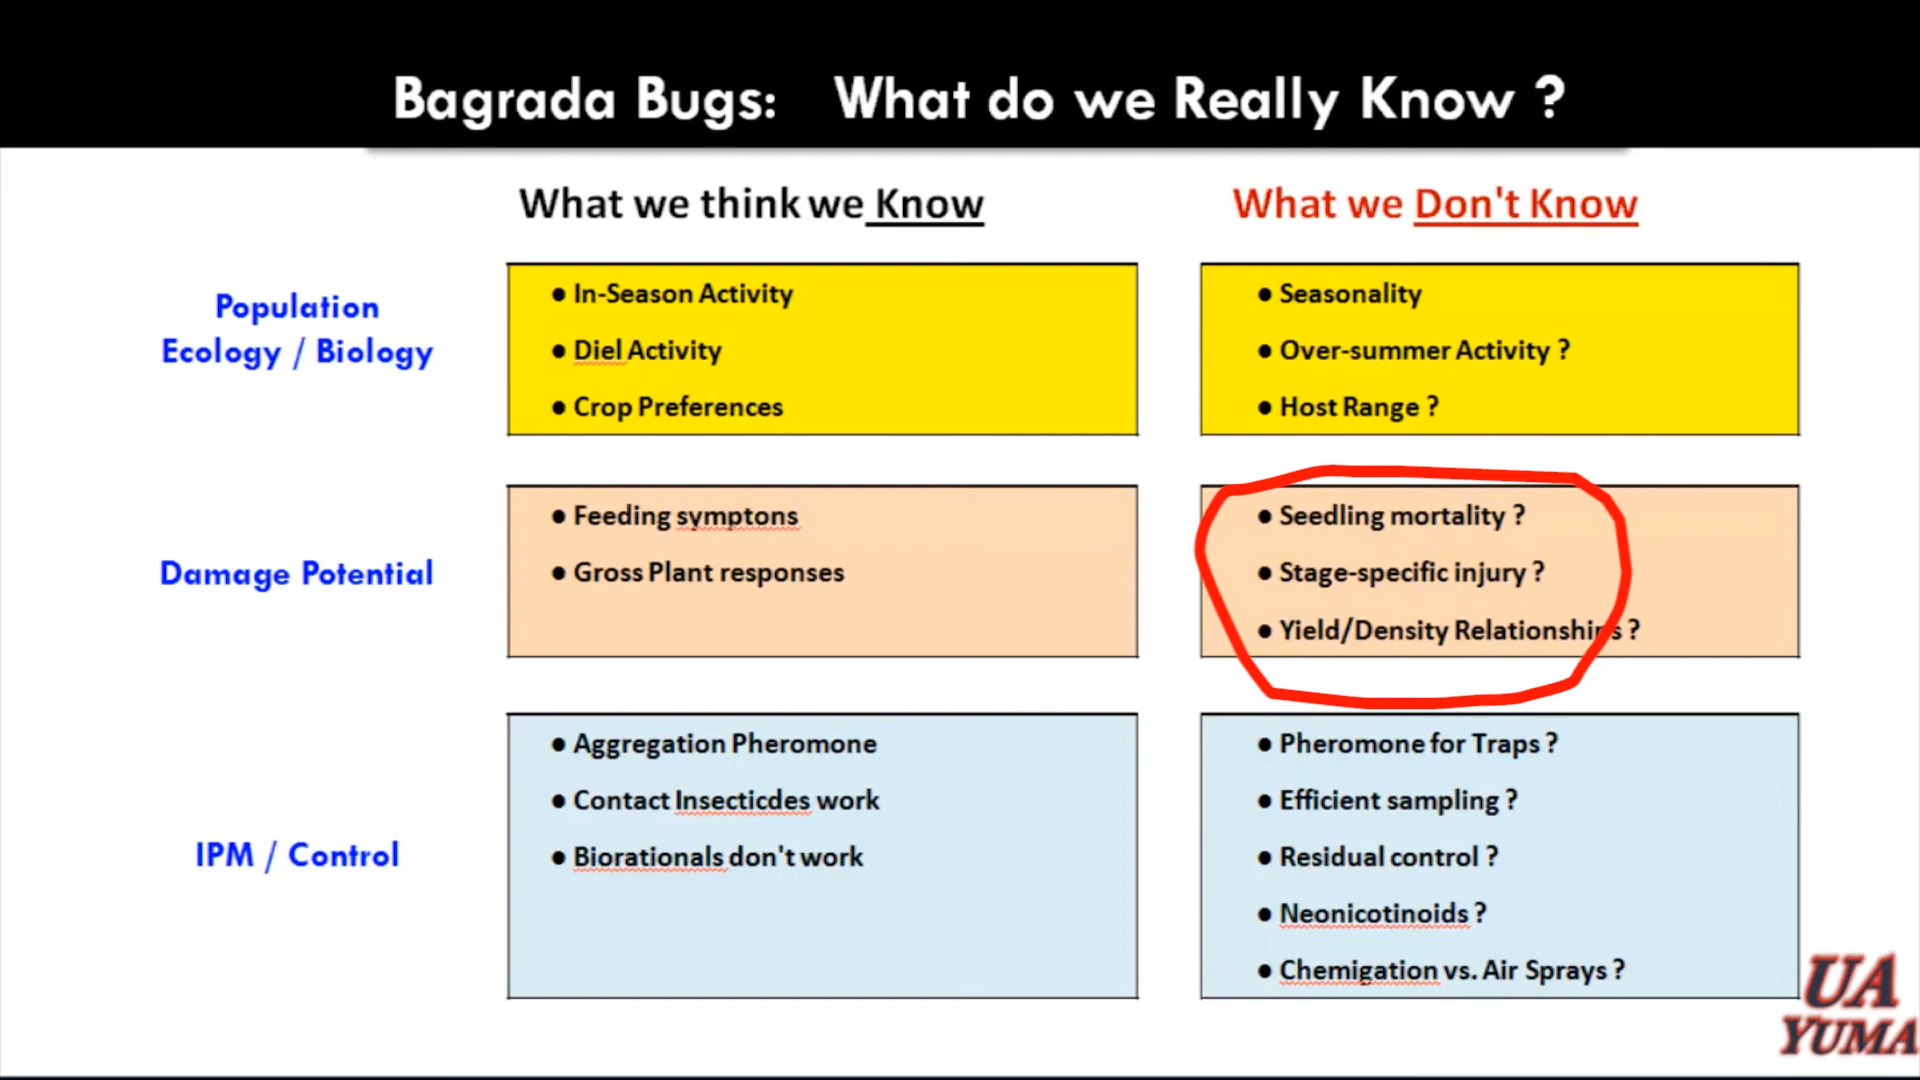 Bagrada Bugs: What do we Really Know ?
What we think we Know
What we Don't Know
Population
Ecology / Biology
● In-Season Activity
● Diel Activity
● Crop Preferences
● Seasonality
● Over-summer Activity ?
● Host Range ?
Damage Potential
● Feeding symptons
● Gross Plant responses
● Seedling mortality ?
● Stage-specific injury ?
● Yield/Density Relationships ?
IPM / Control
● Aggregation Pheromone
● Contact Insecticdes work
● Biorationals don't work
● Pheromone for Traps ?
● Efficient sampling ?
● Residual control ?
● Neonicotinoids ?
● Chemigation vs. Air Sprays ?
UA
YUMA